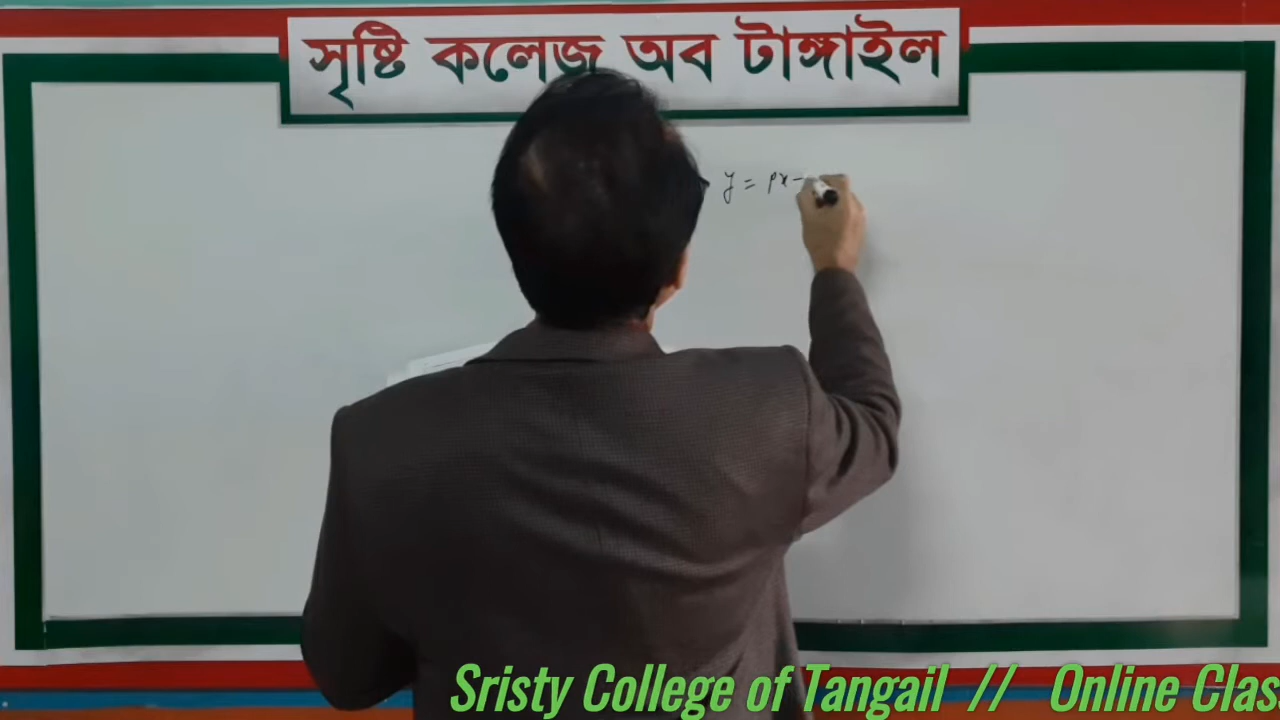 সৃষ্টি কলেজ অব টাঙ্গাইল
y = px -
Sristy College of Tangail // Online Clas